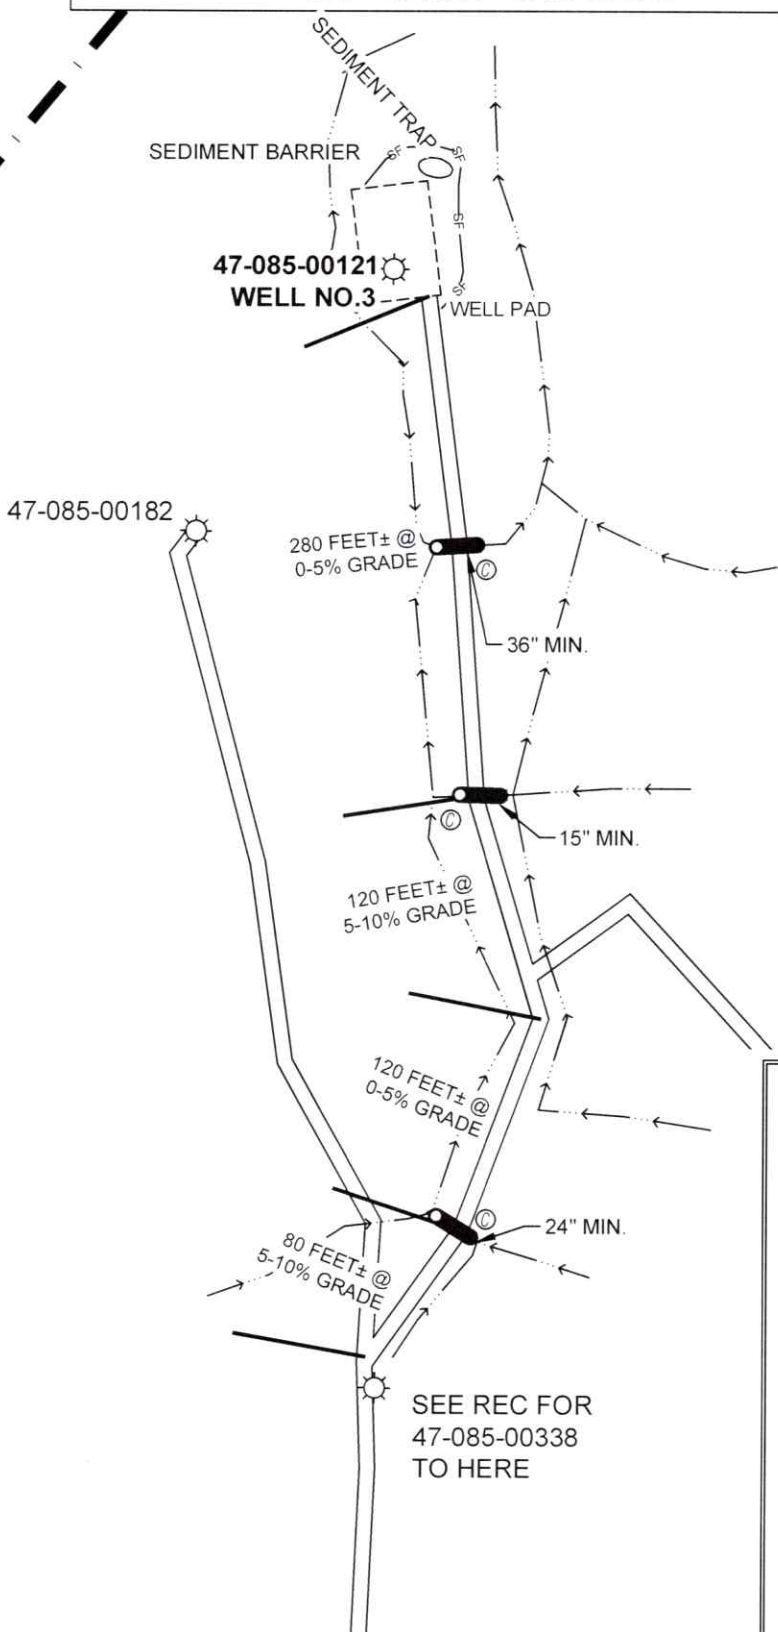 SEDIMENT TRAP
SEDIMENT BARRIER
SF
SF
SF
SF
47-085-00121
WELL NO.3
WELL PAD
47-085-00182
280 FEET± @
0-5% GRADE
C
36" MIN.
C
15" MIN.
120 FEET± @
5-10% GRADE
120 FEET± @
0-5% GRADE
C
24" MIN.
80 FEET± @
5-10% GRADE
SEE REC FOR
47-085-00338
TO HERE